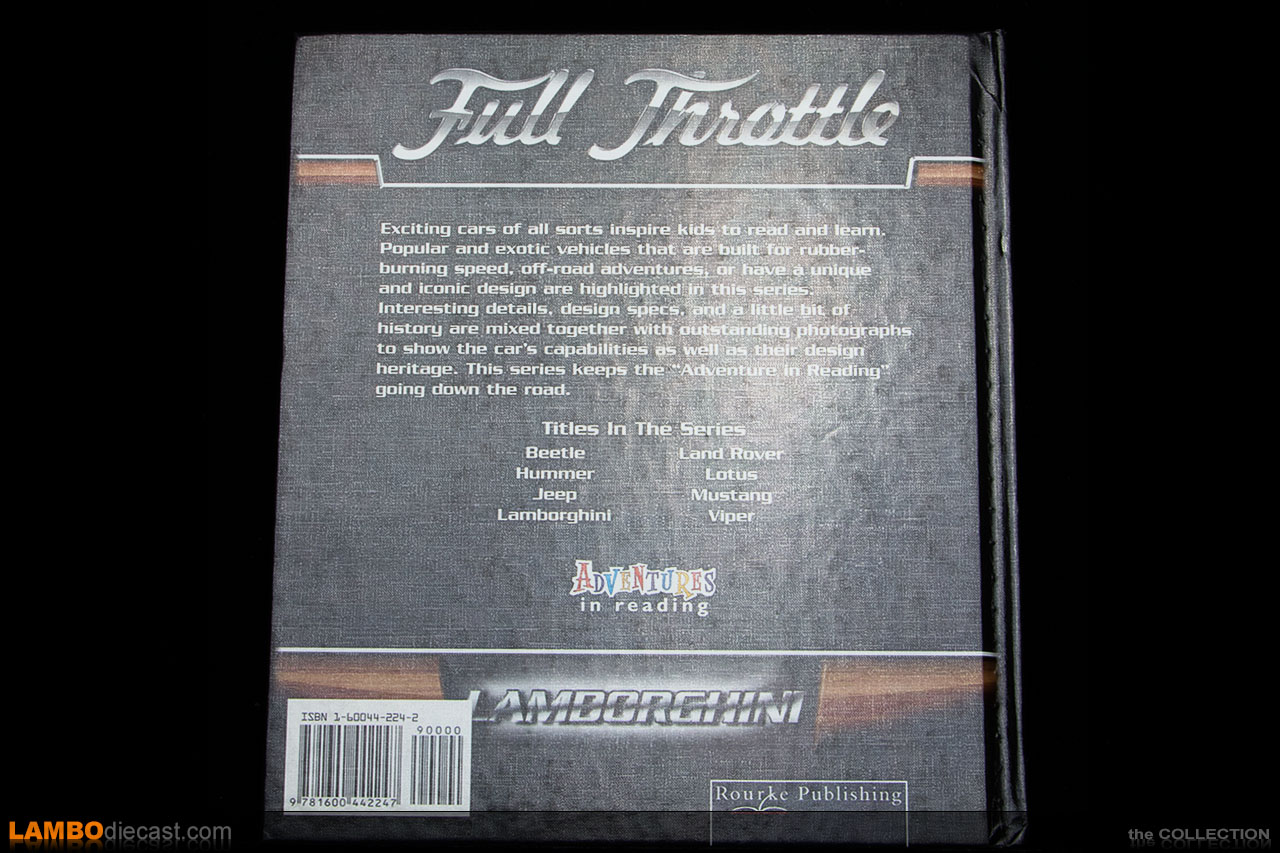 Full Throttle
Exciting cars of all sorts inspire kids to read and learn.
Popular and exotic vehicles that are built for rubber-
burning speed, off-road adventures, or have a unique
and iconic design are highlighted in this series.
Interesting details, design specs, and a little bit of
history are mixed together with outstanding photographs
to show the car's capabilities as well as their design
heritage. This series keeps the "Adventure in Reading"
going down the road.
Titles In The Series
Beetle Land Rover
Hummer Lotus
Jeep Mustang
Lamborghini Viper
ADVENTURES
in reading
LAMBORGHINI
ISBN 1-60044-224-2
90000
9 781600 442247
Rourke Publishing
LAMBOdiecast.com
the COLLECTION